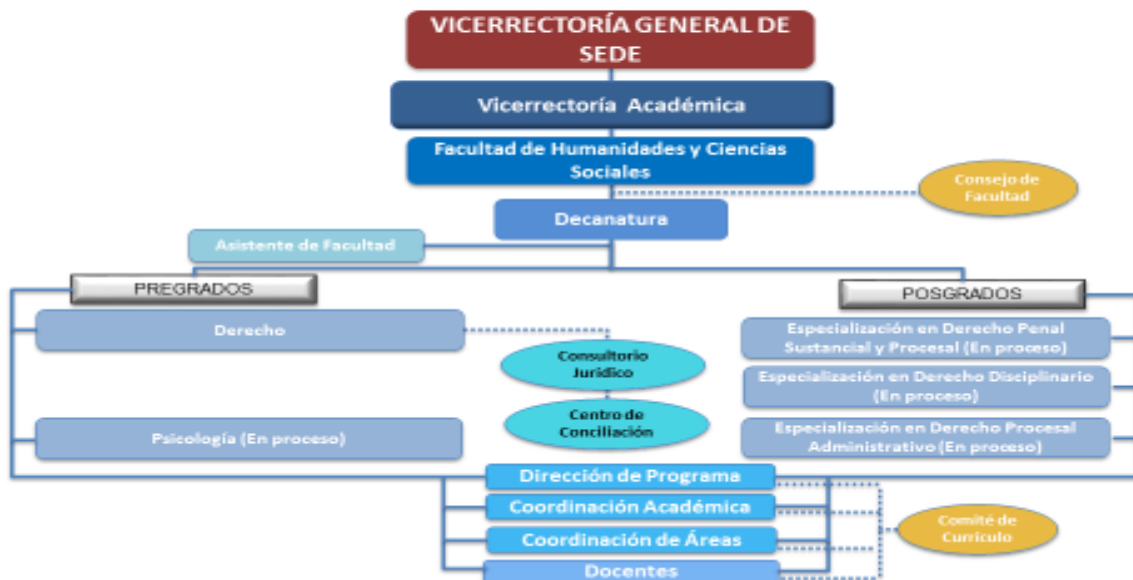 VICERRECTORÍA GENERAL DE
SEDE
Vicerrectoría Académica
Facultad de Humanidades y Ciencias
Sociales
Consejo de
Facultad
Decanatura
Asistente de Facultad
PREGRADOS
POSGRADOS
Derecho
Consultorio
Jurídico
Centro de
Conciliación
Psicología (En proceso)
Especialización en Derecho Penal
Sustancial y Procesal (En proceso)
Especialización en Derecho Disciplinario
(En proceso)
Especialización en Derecho Procesal
Administrativo (En proceso)
Dirección de Programa
Coordinación Académica
Coordinación de Áreas
Docentes
Comité de
Currículo